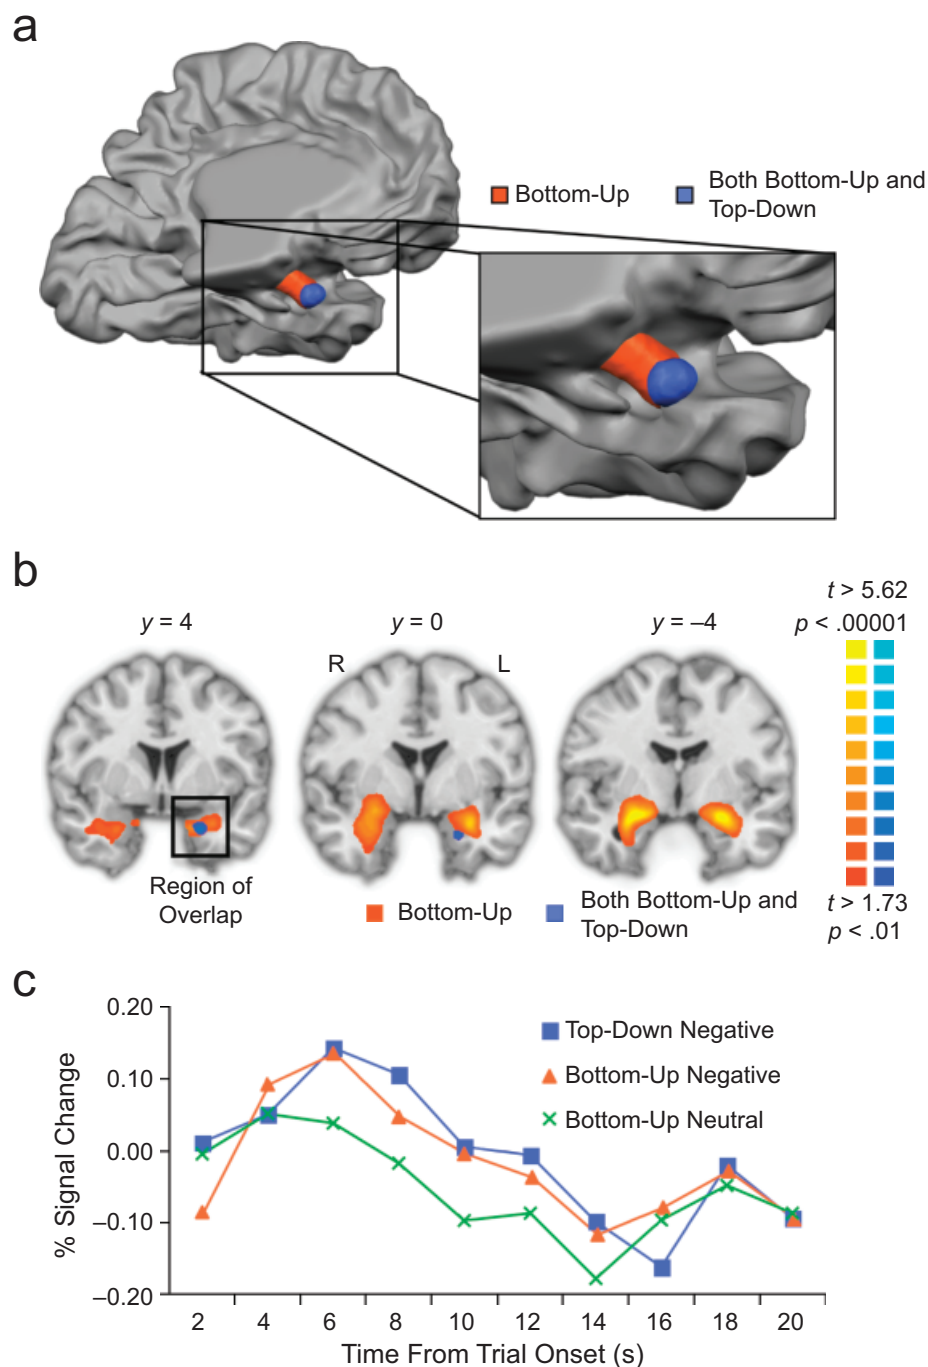 a
Bottom-Up
Both Bottom-Up and
Top-Down
b
t > 5.62
p < .00001
y = 4
y = 0
y = –4
R
L
Region of
Overlap
Bottom-Up
Both Bottom-Up and
Top-Down
t > 1.73
p < .01
c
% Signal Change
0.20
0.10
0.00
–0.10
–0.20
Top-Down Negative
Bottom-Up Negative
Bottom-Up Neutral
2 4 6 8 10 12 14 16 18 20
Time From Trial Onset (s)